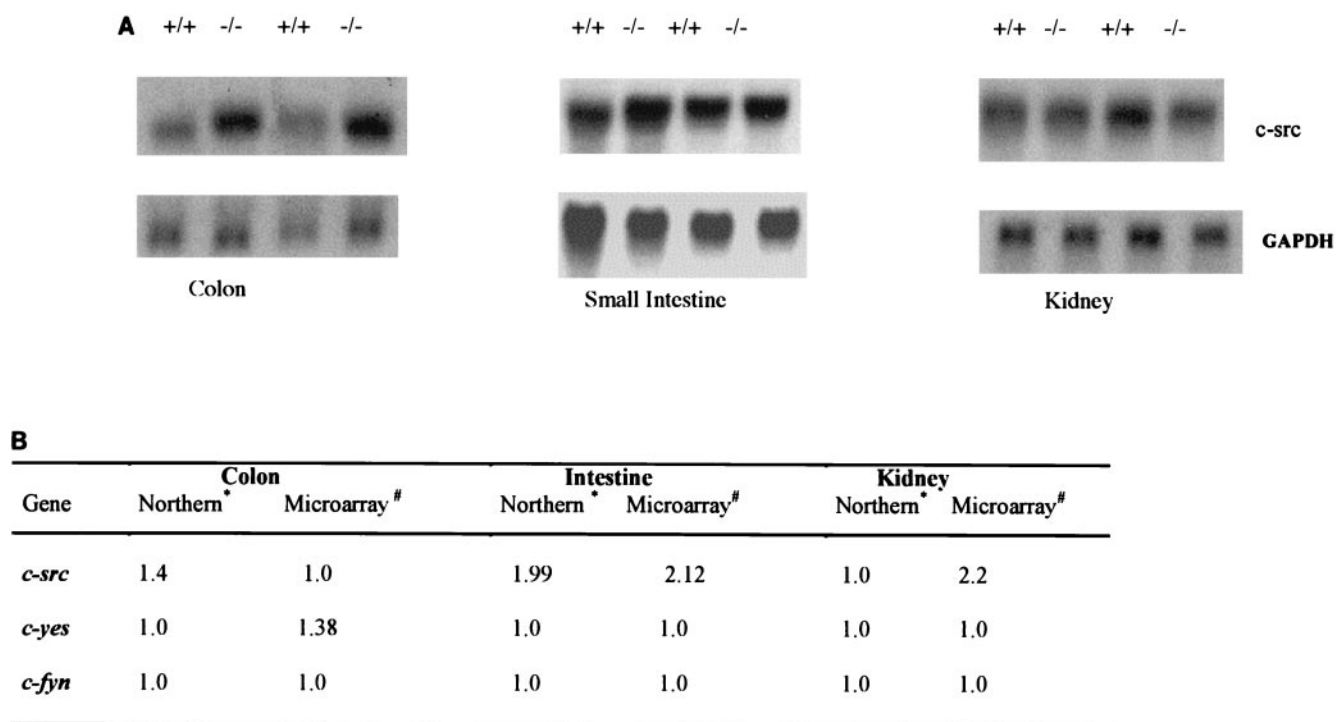 A +/+ -/- +/+ -/- +/+ -/- +/+ -/- +/+ -/- +/+ -/-
c-src
GAPDH
Colon Small Intestine Kidney
B
Colon Intestine Kidney
Gene Northern* Microarray# Northern* Microarray# Northern* Microarray#
c-src 1.4 1.0 1.99 2.12 1.0 2.2
c-yes 1.0 1.38 1.0 1.0 1.0 1.0
c-fyn 1.0 1.0 1.0 1.0 1.0 1.0